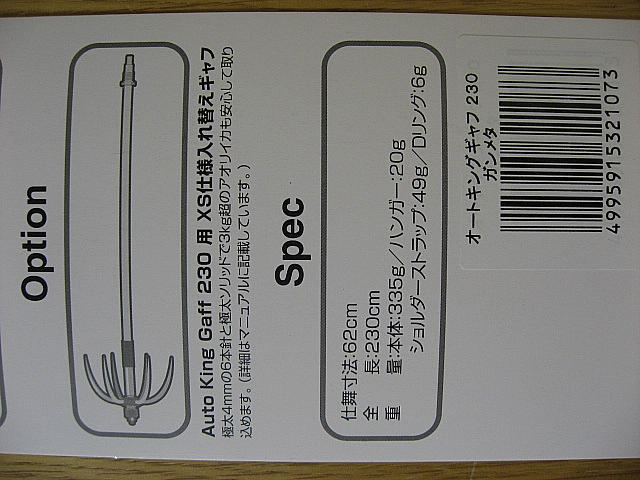 Option
Auto King Gaff 230 用 XS仕様入れ替えギャフ
極太4mmの6本針と極太ソリッドで3kg超のアオリイカも安心して取り
込めます。(詳細はマニュアルに記載しています。)
Spec
仕舞寸法:62cm
全　　長:230cm
重　　量:本体:335g／ハンガー:20g
ショルダーストラップ:49g／Dリング:6g
オートキングギャフ 230
ガンメタ
4995915321073